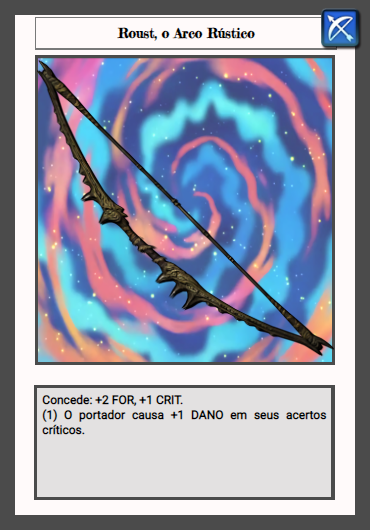 Roust, o Arco Rústico
Concede: +2 FOR, +1 CRIT.
(1) O portador causa +1 DANO em seus acertos
críticos.